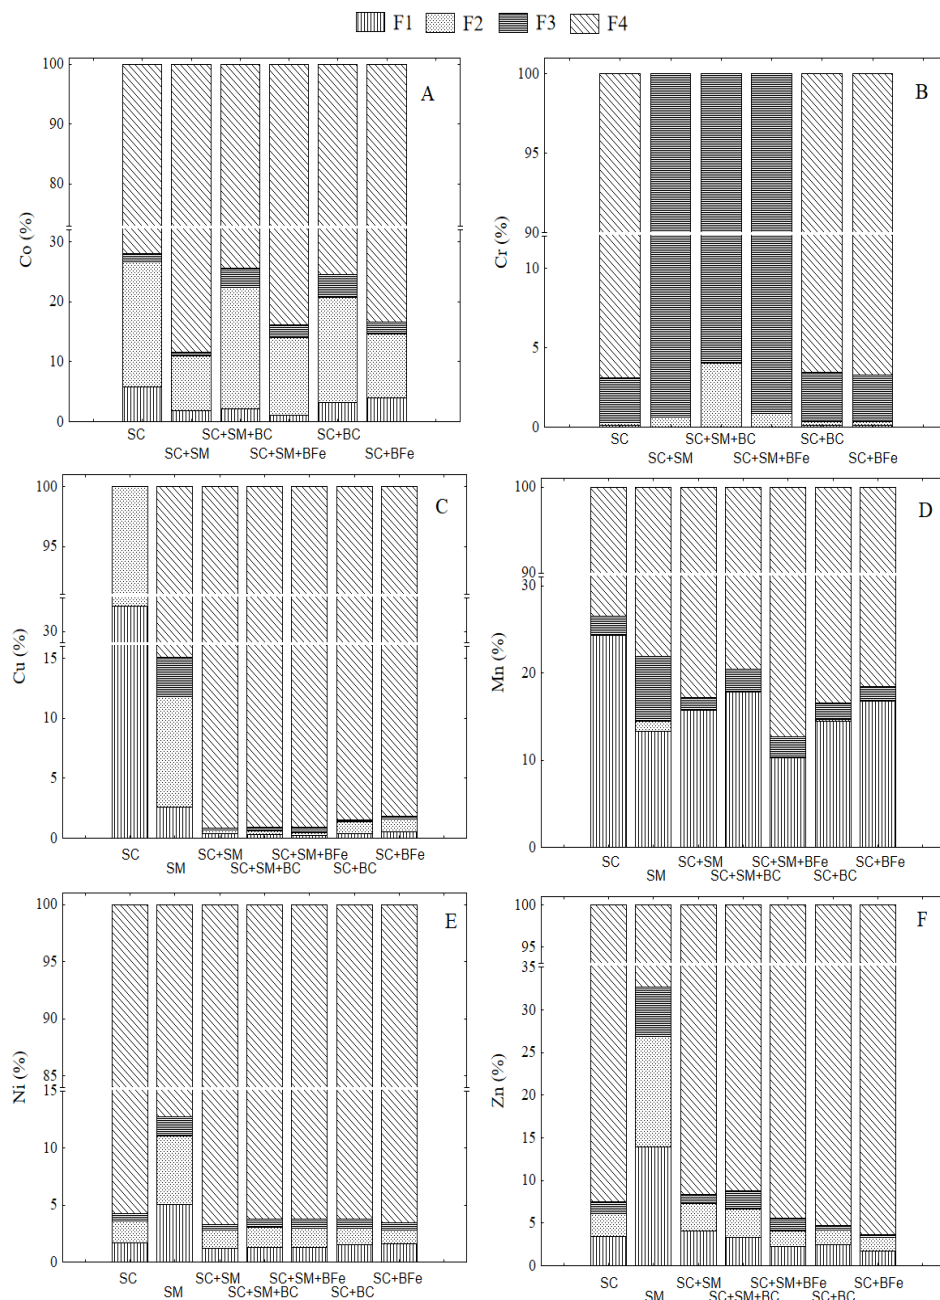 F1 F2 F3 F4
A
Co (%)
100
90
80
30
20
10
0
SC SC+SM+BC SC+BC
SC+SM SC+SM+BFe SC+BFe
B
Cr (%)
100
95
90
10
5
0
SC SC+SM+BC SC+BC
SC+SM SC+SM+BFe SC+BFe
C
Cu (%)
100
95
30
15
10
5
0
SC SC+SM SC+SM+BFe SC+BFe
SM SC+SM+BC SC+BC
D
Mn (%)
100
90
30
20
10
0
SC SC+SM SC+SM+BFe SC+BFe
SM SC+SM+BC SC+BC
E
Ni (%)
100
95
90
85
15
10
5
0
SC SC+SM SC+SM+BFe SC+BFe
SM SC+SM+BC SC+BC
F
Zn (%)
100
95
35
30
25
20
15
10
5
0
SC SC+SM SC+SM+BFe SC+BFe
SM SC+SM+BC SC+BC